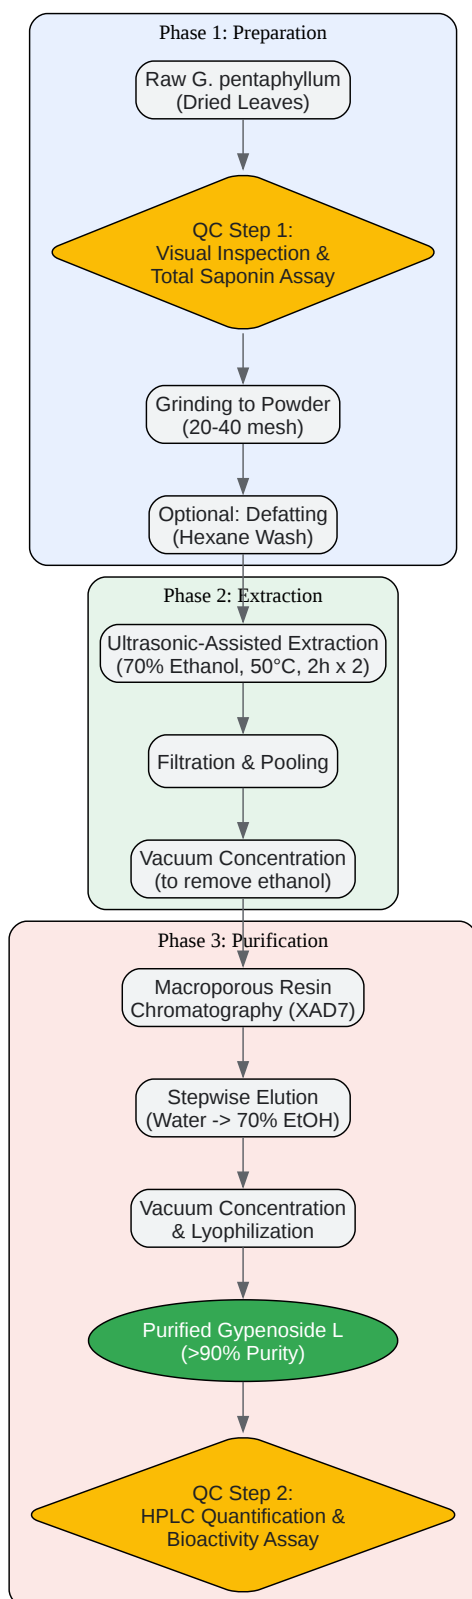 Phase 1: Preparation
Raw G. pentaphyllum
(Dried Leaves)
QC Step 1:
Visual Inspection &
Total Saponin Assay
Grinding to Powder
(20-40 mesh)
Optional: Defatting
(Hexane Wash)
Phase 2: Extraction
Ultrasonic-Assisted Extraction
(70% Ethanol, 50°C, 2h x 2)
Filtration & Pooling
Vacuum Concentration
(to remove ethanol)
Phase 3: Purification
Macroporous Resin
Chromatography (XAD7)
Stepwise Elution
(Water -> 70% EtOH)
Vacuum Concentration
& Lyophilization
Purified Gypenoside L
(>90% Purity)
QC Step 2:
HPLC Quantification &
Bioactivity Assay